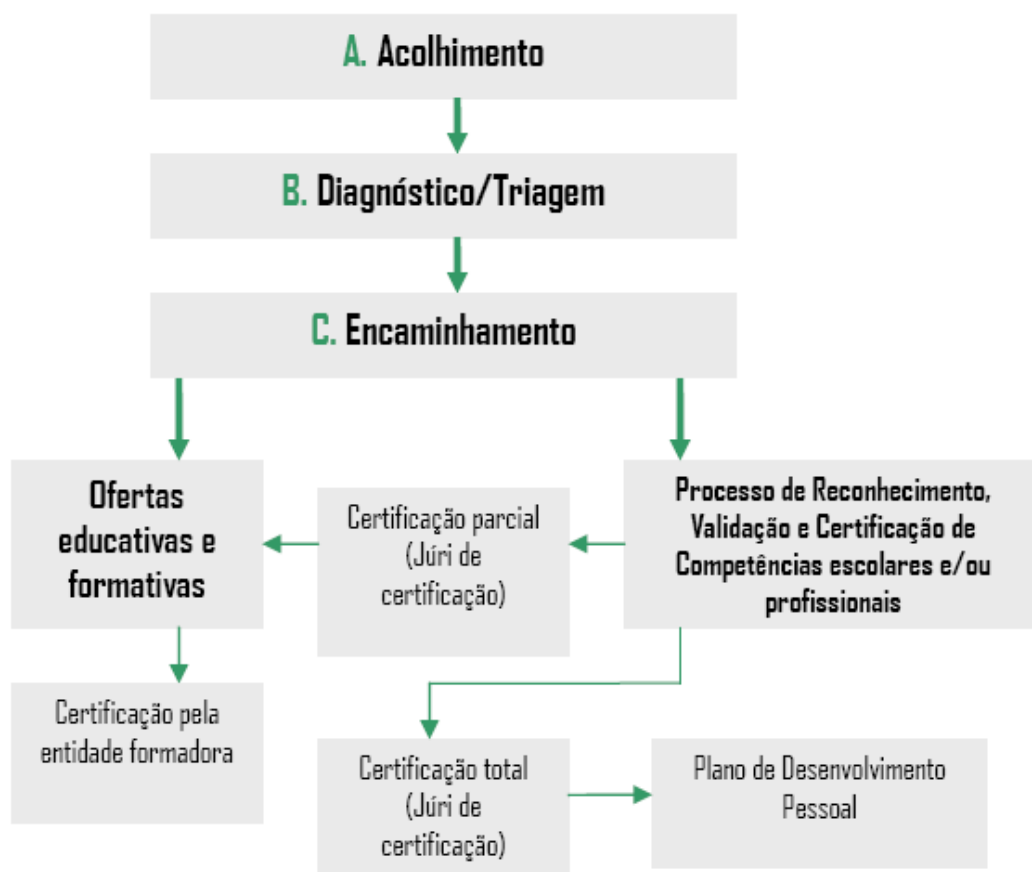 A. Acolhimento
B. Diagnóstico/Triagem
C. Encaminhamento
Ofertas
educativas e
formativas
Certificação parcial
(Júri de
certificação)
Processo de Reconhecimento,
Validação e Certificação de
Competências escolares e/ou
profissionais
Certificação pela
entidade formadora
Certificação total
(Júri de
certificação)
Plano de Desenvolvimento
Pessoal